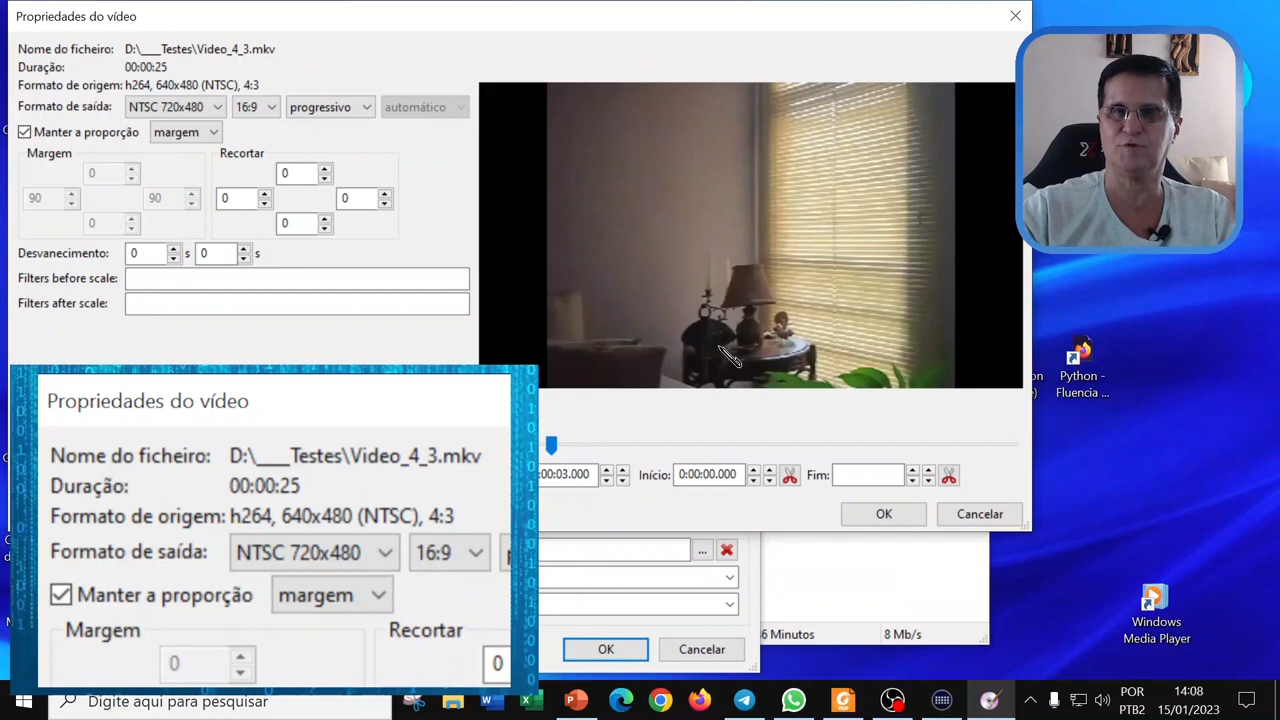 Propriedades do vídeo
Nome do ficheiro: D:\___Testes\Video_4_3.mkv
Duração: 00:00:25
Formato de origem: h264, 640x480 (NTSC), 4:3
Formato de saída: NTSC 720x480 16:9 progressivo automático
Manter a proporção margem
Margem Recortar
0 0
90 90 0 0
0 0
Desvanecimento: 0 s 0 s
Filters before scale:
Filters after scale:
Propriedades do vídeo
Nome do ficheiro: D:\___Testes\Video_4_3.mkv
Duração: 00:00:25
Formato de origem: h264, 640x480 (NTSC), 4:3
Formato de saída: NTSC 720x480 16:9
Manter a proporção margem
Margem Recortar
0 0
:00:03.000 Início: 0:00:00.000 Fim:
OK Cancelar
...
6 Minutos 8 Mb/s
OK Cancelar
Python -
Fluencia ...
Windows
Media Player
Digite aqui para pesquisar
POR
PTB2
14:08
15/01/2023